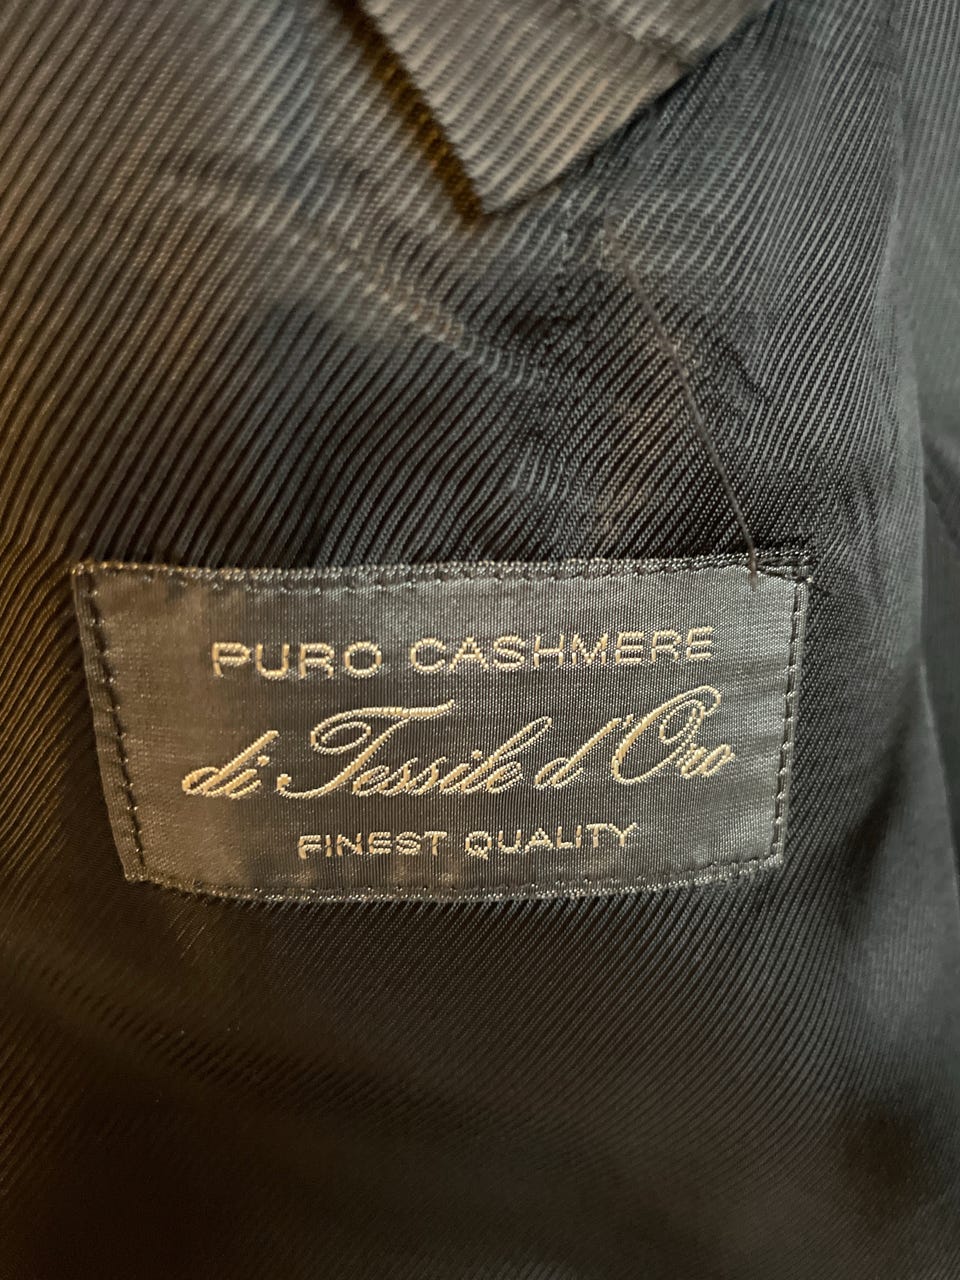 PURO CASHMERE
di Tessile d'Oro
FINEST QUALITY